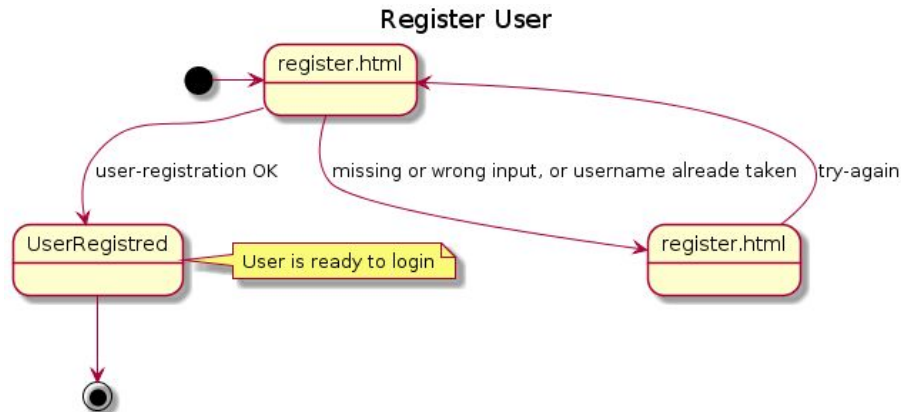 Register User
register.html
user-registration OK
missing or wrong input, or username alreade taken
try-again
UserRegistred
User is ready to login
register.html